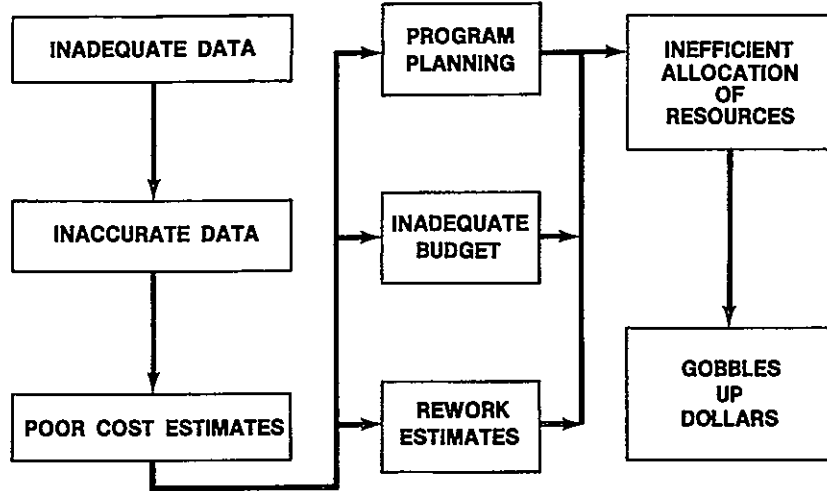 INADEQUATE DATA
INACCURATE DATA
POOR COST ESTIMATES
PROGRAM
PLANNING
INADEQUATE
BUDGET
REWORK
ESTIMATES
INEFFICIENT
ALLOCATION
OF
RESOURCES
GOBBLES
UP
DOLLARS